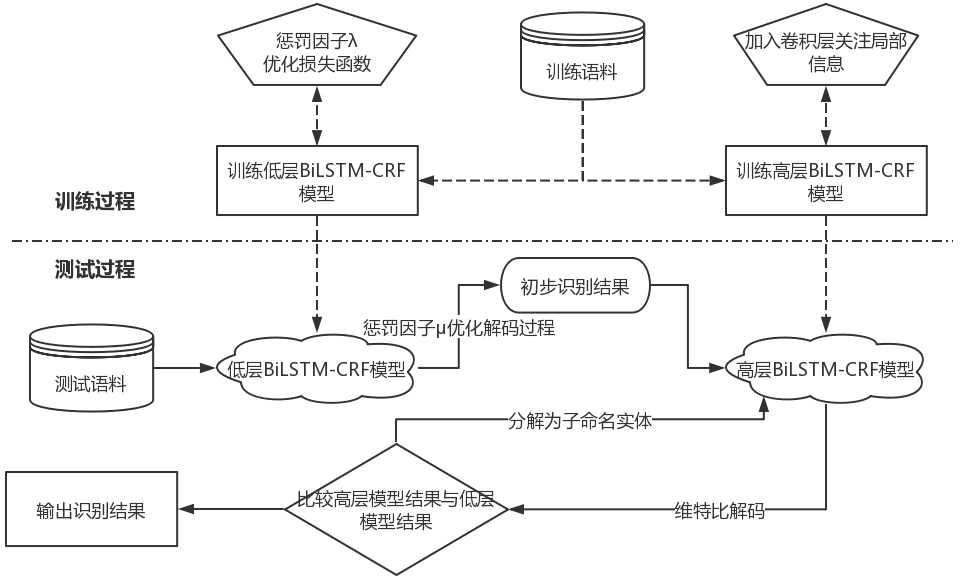 惩罚因子λ
优化损失函数
训练语料
加入卷积层关注局部
信息
训练低层BiLSTM-CRF
模型
训练高层BiLSTM-CRF
模型
训练过程
测试过程
初步识别结果
惩罚因子μ优化解码过程
测试语料
低层BiLSTM-CRF模型
高层BiLSTM-CRF模型
分解为子命名实体
比较高层模型结果与低层
模型结果
输出识别结果
维特比解码